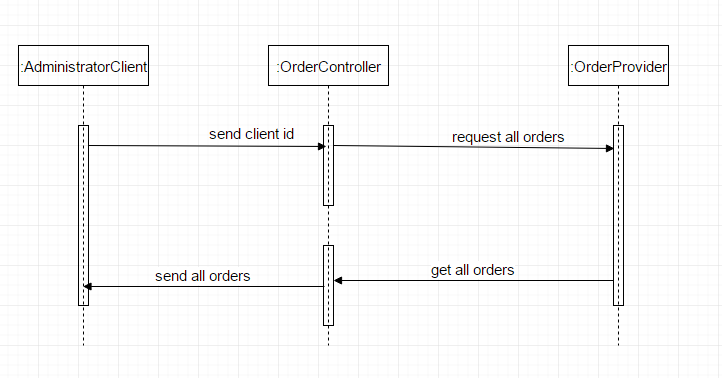 :AdministratorClient
:OrderController
:OrderProvider
send client id
request all orders
send all orders
get all orders